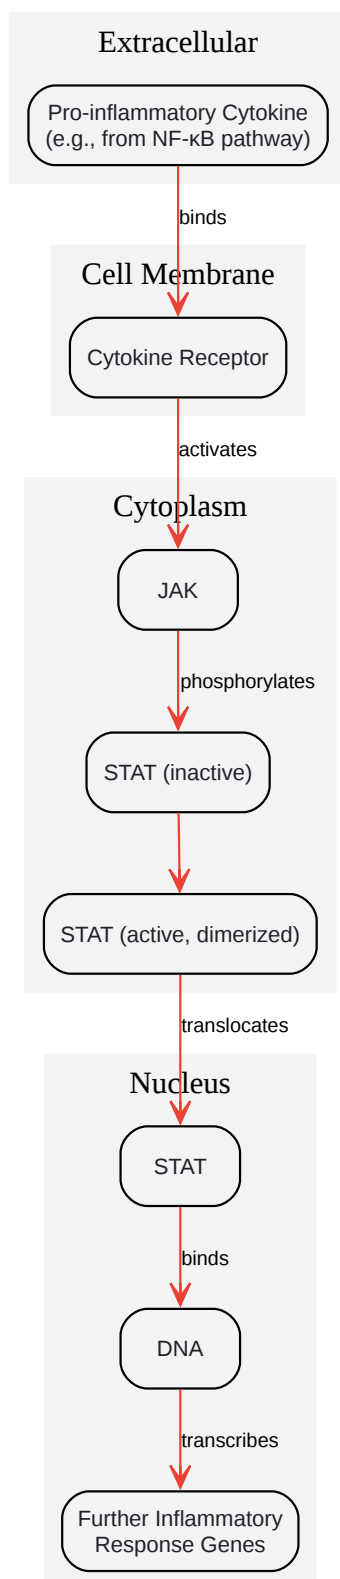 Extracellular
Pro-inflammatory Cytokine
(e.g., from NF-κB pathway)
binds
Cell Membrane
Cytokine Receptor
activates
Cytoplasm
JAK
phosphorylates
STAT (inactive)
STAT (active, dimerized)
translocates
Nucleus
STAT
binds
DNA
transcribes
Further Inflammatory
Response Genes